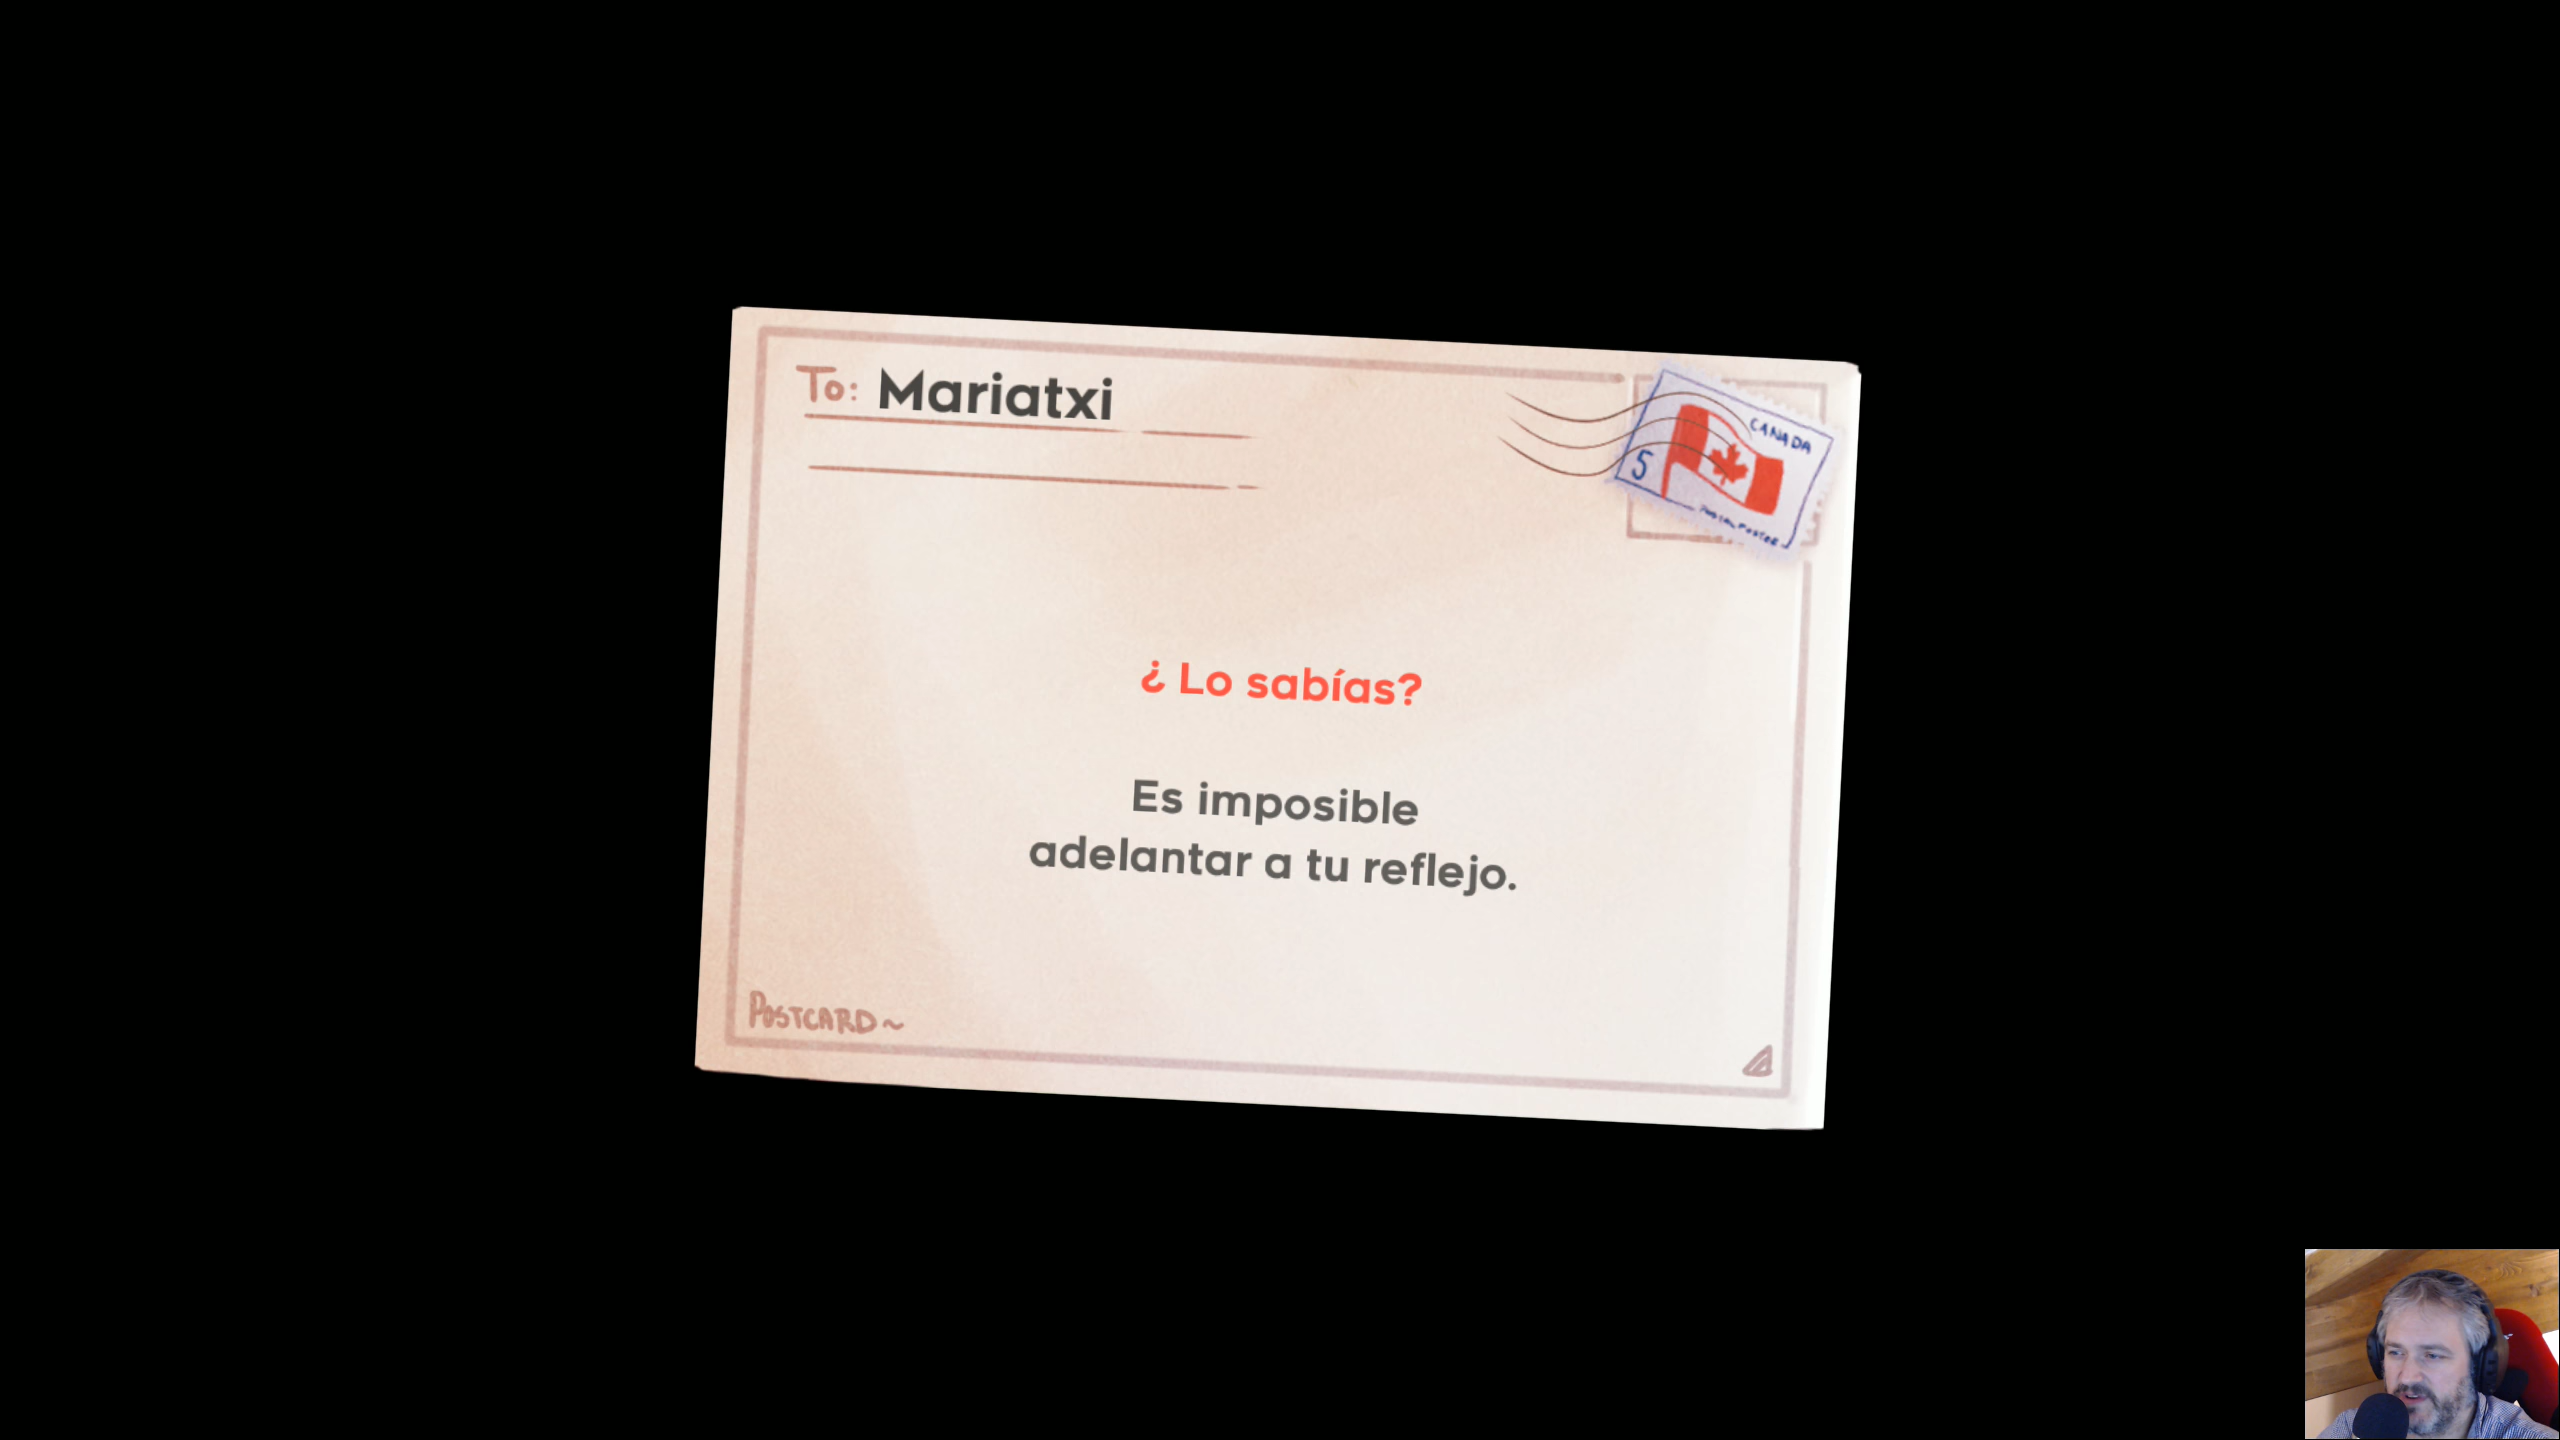 To: Mariatxi
CANADA
5
¿ Lo sabías?
Es imposible
adelantar a tu reflejo.
POSTCARD~